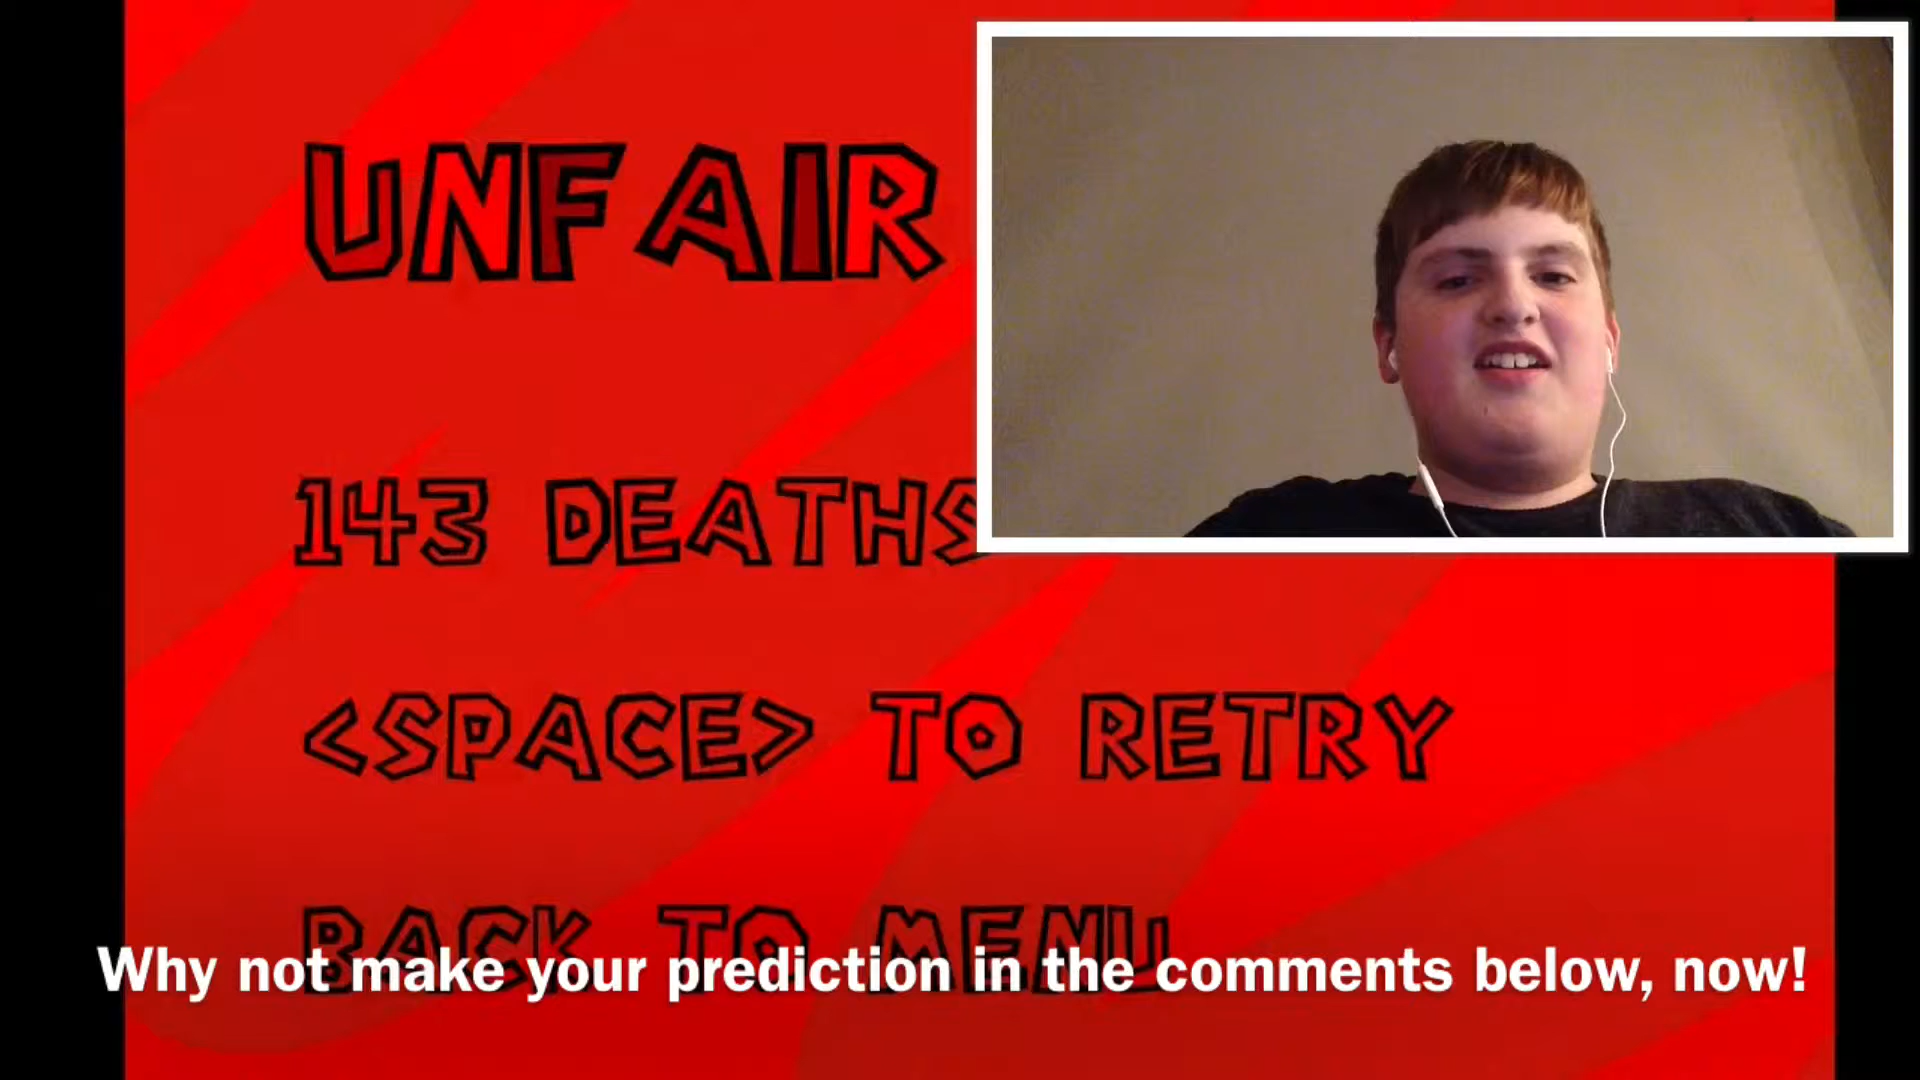 UNFAIR
143 DEATHS
<SPACE> TO RETRY
BACK TO MENU
Why not make your prediction in the comments below, now!